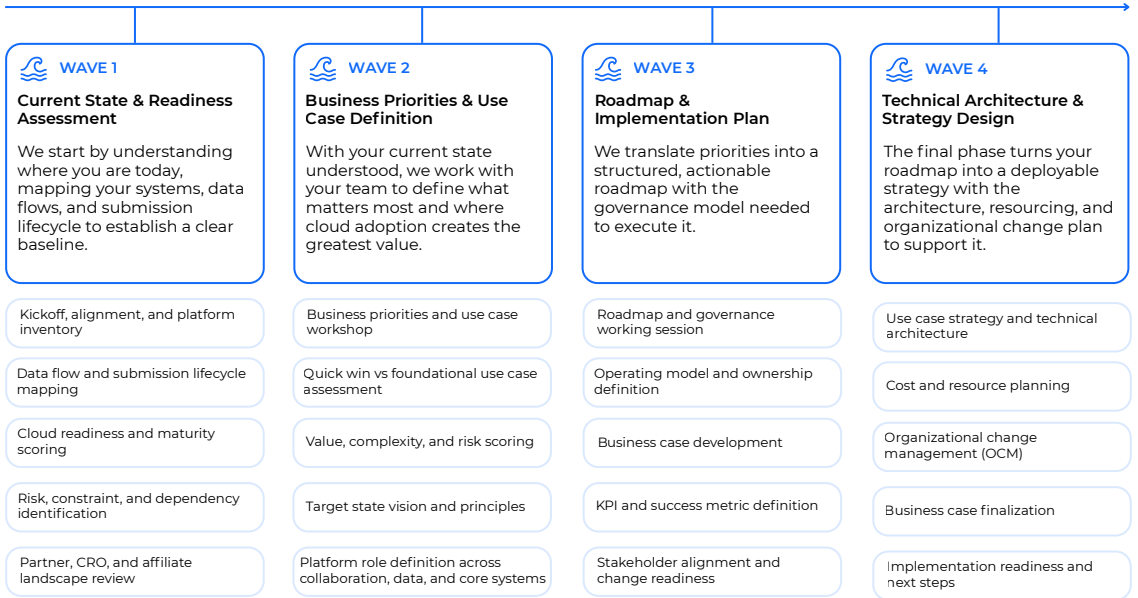 WAVE 1
Current State & Readiness
Assessment
We start by understanding
where you are today,
mapping your systems, data
flows, and submission
lifecycle to establish a clear
baseline.
Kickoff, alignment, and platform
inventory
Data flow and submission lifecycle
mapping
Cloud readiness and maturity
scoring
Risk, constraint, and dependency
identification
Partner, CRO, and affiliate
landscape review
WAVE 2
Business Priorities & Use
Case Definition
With your current state
understood, we work with
your team to define what
matters most and where
cloud adoption creates the
greatest value.
Business priorities and use case
workshop
Quick win vs foundational use case
assessment
Value, complexity, and risk scoring
Target state vision and principles
Platform role definition across
collaboration, data, and core systems
WAVE 3
Roadmap &
Implementation Plan
We translate priorities into a
structured, actionable
roadmap with the
governance model needed
to execute it.
Roadmap and governance
working session
Operating model and ownership
definition
Business case development
KPI and success metric definition
Stakeholder alignment and
change readiness
WAVE 4
Technical Architecture &
Strategy Design
The final phase turns your
roadmap into a deployable
strategy with the
architecture, resourcing, and
organizational change plan
to support it.
Use case strategy and technical
architecture
Cost and resource planning
Organizational change
management (OCM)
Business case finalization
Implementation readiness and
next steps